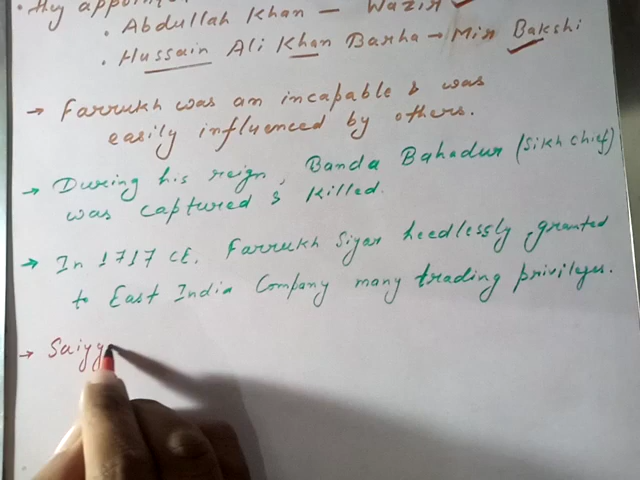 • They appoint
• Abdullah Khan – Wazir
• Hussain Ali Khan Barha – Mir Bakshi
→ Farrukh was an incapable & was
easily influenced by others.
→ During his reign, Banda Bahadur (Sikh chief)
was captured & killed.
→ In 1717 CE, Farrukh Siyar heedlessly granted
to East India Company many trading privileges.
→ Saiyy